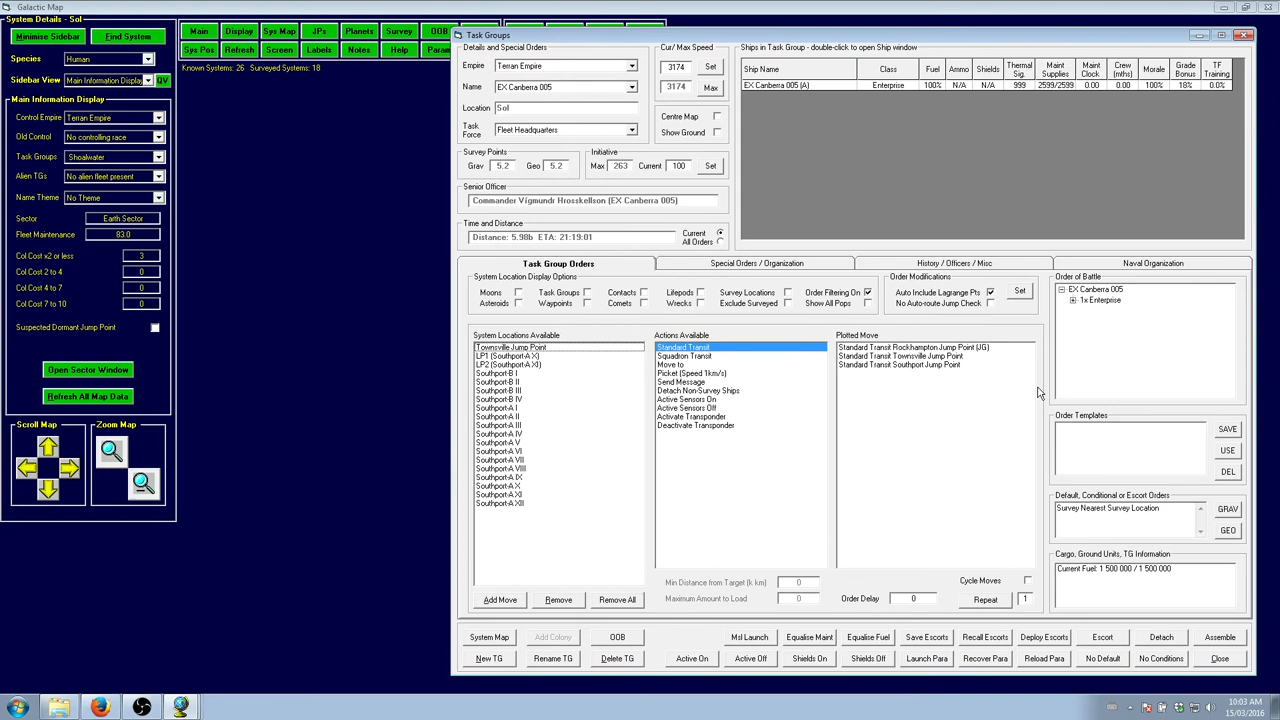 Galactic Map
System Details - Sol
Minimise Sidebar
Find System
Species
Human
Sidebar View
Main Information Display
QV
Main Information Display
Control Empire
Terran Empire
Old Control
No controlling race
Task Groups
Shoalwater
Alien TGs
No alien fleet present
Name Theme
No Theme
Sector
Earth Sector
Fleet Maintenance
83.0
Col Cost x2 or less
3
Col Cost 2 to 4
0
Col Cost 4 to 7
0
Col Cost 7 to 10
0
Suspected Dormant Jump Point
Open Sector Window
Refresh All Map Data
Scroll Map
Zoom Map
Main
Display
Sys Map
JPs
Planets
Survey
OOB
Sys Pos
Refresh
Screen
Labels
Notes
Help
Param
Known Systems: 26 Surveyed Systems: 18
Task Groups
Details and Special Orders
Empire
Terran Empire
Name
EX Canberra 005
Location
Sol
Task Force
Fleet Headquarters
Cur/ Max Speed
3174
Set
3174
Max
Centre Map
Show Ground
Survey Points
Grav
5.2
Geo
5.2
Initiative
Max
263
Current
100
Set
Senior Officer
Commander Vígmundr Hrosskellson (EX Canberra 005)
Time and Distance
Distance: 5.98b ETA: 21:19:01
Current
All Orders
Ships in Task Group - double-click to open Ship window
Ship Name
Class
Fuel
Ammo
Shields
Thermal Sig.
Maint Supplies
Maint Clock
Crew (mths)
Morale
Grade Bonus
TF Training
EX Canberra 005 (A)
Enterprise
100%
N/A
N/A
999
2599/2599
0.00
0.00
100%
18%
0.0%
Task Group Orders
Special Orders / Organization
History / Officers / Misc
Naval Organization
System Location Display Options
Moons
Task Groups
Contacts
Lifepods
Survey Locations
Order Filtering On
Asteroids
Waypoints
Comets
Wrecks
Exclude Surveyed
Show All Pops
Order Modifications
Auto Include Lagrange Pts
No Auto-route Jump Check
Set
Order of Battle
EX Canberra 005
1x Enterprise
System Locations Available
Townsville Jump Point
LP1 (Southport-A X)
LP2 (Southport-A XI)
Southport-B I
Southport-B II
Southport-B III
Southport-B IV
Southport-A I
Southport-A II
Southport-A III
Southport-A IV
Southport-A V
Southport-A VI
Southport-A VII
Southport-A VIII
Southport-A IX
Southport-A X
Southport-A XI
Southport-A XII
Actions Available
Standard Transit
Squadron Transit
Move to
Picket (Speed 1km/s)
Send Message
Detach Non-Survey Ships
Active Sensors On
Active Sensors Off
Activate Transponder
Deactivate Transponder
Plotted Move
Standard Transit Rockhampton Jump Point (JG)
Standard Transit Townsville Jump Point
Standard Transit Southport Jump Point
Order Templates
SAVE
USE
DEL
Default, Conditional or Escort Orders
Survey Nearest Survey Location
GRAV
GEO
Cargo, Ground Units, TG Information
Current Fuel: 1 500 000 / 1 500 000
Min Distance from Target (k km)
0
Cycle Moves
Add Move
Remove
Remove All
Maximum Amount to Load
0
Order Delay
0
Repeat
1
System Map
Add Colony
OOB
Msl Launch
Equalise Maint
Equalise Fuel
Save Escorts
Recall Escorts
Deploy Escorts
Escort
Detach
Assemble
New TG
Rename TG
Delete TG
Active On
Active Off
Shields On
Shields Off
Launch Para
Recover Para
Reload Para
No Default
No Conditions
Close
10:03 AM
15/03/2016